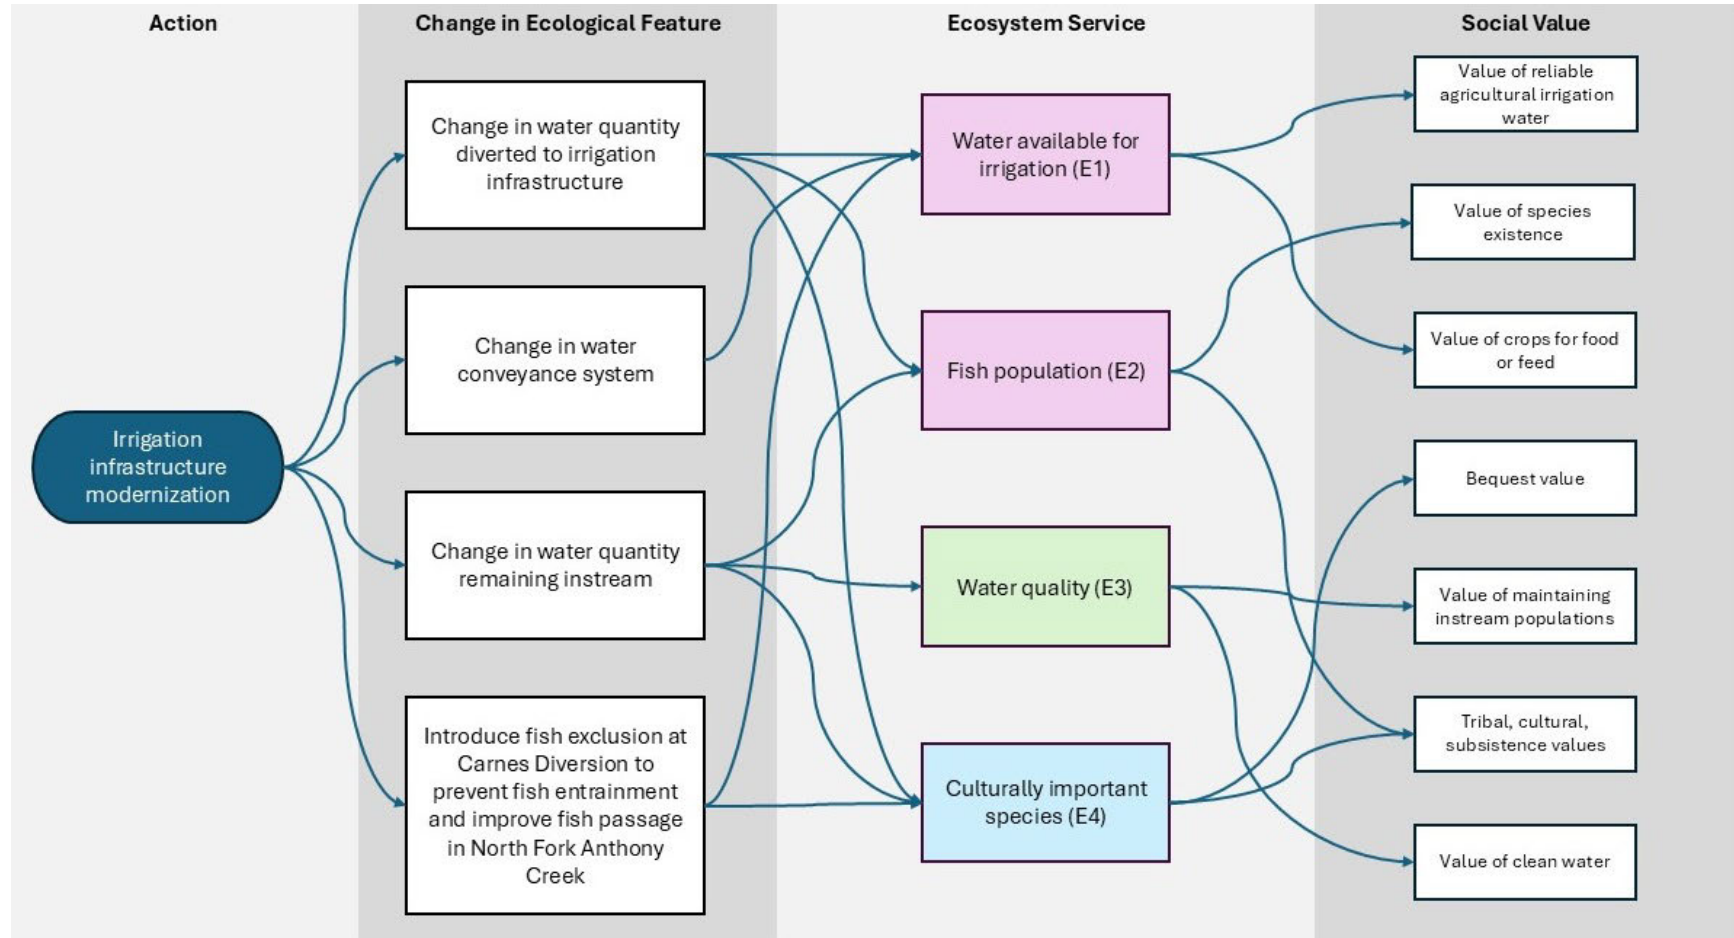 Action
Change in Ecological Feature
Ecosystem Service
Social Value
Irrigation
infrastructure
modernization
Change in water quantity
diverted to irrigation
infrastructure
Change in water
conveyance system
Change in water quantity
remaining instream
Introduce fish exclusion at
Carnes Diversion to
prevent fish entrainment
and improve fish passage
in North Fork Anthony
Creek
Water available for
irrigation (E1)
Fish population (E2)
Water quality (E3)
Culturally important
species (E4)
Value of reliable
agricultural irrigation
water
Value of species
existence
Value of crops for food
or feed
Bequest value
Value of maintaining
instream populations
Tribal, cultural,
subsistence values
Value of clean water